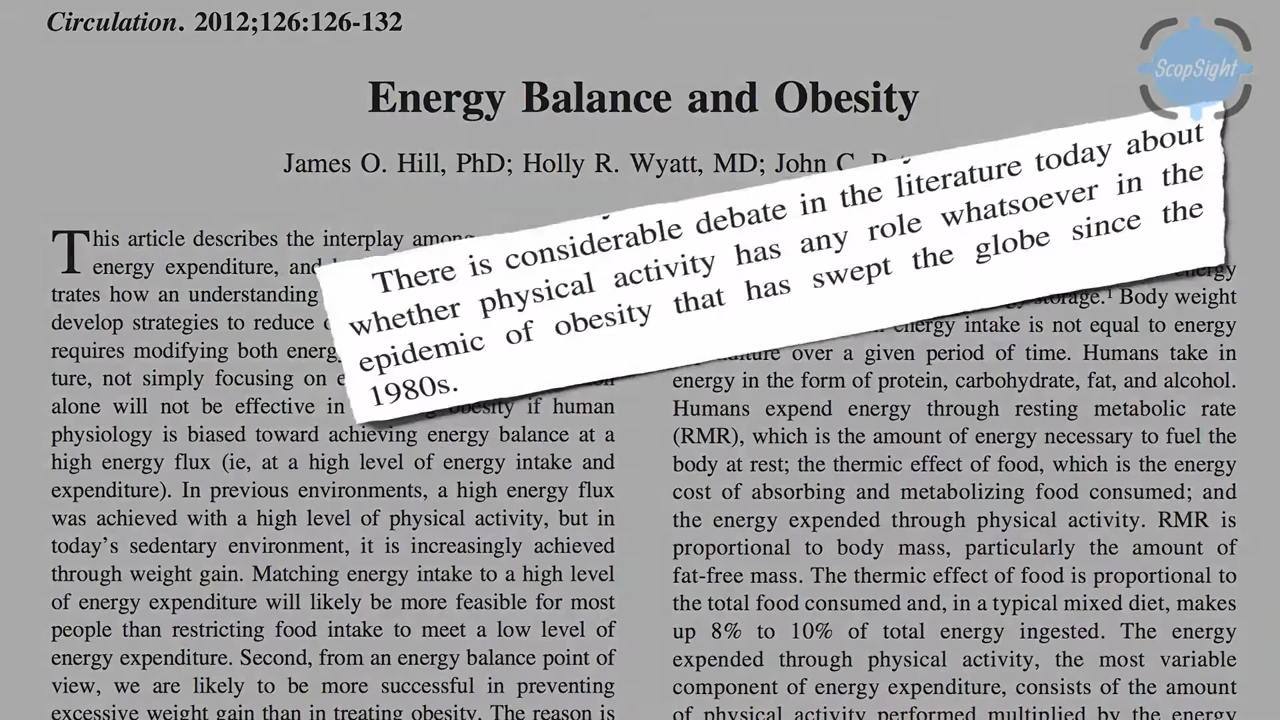 Circulation. 2012;126:126-132
ScopSight
Energy Balance and Obesity
James O. Hill, PhD; Holly R. Wyatt, MD; John C.
There is considerable debate in the literature today about
whether physical activity has any role whatsoever in the
epidemic of obesity that has swept the globe since the
1980s.
This article describes the interplay among
energy expenditure, and
trates how an understanding
develop strategies to reduce
requires modifying both energy
ture, not simply focusing on
alone will not be effective in obesity if human
physiology is biased toward achieving energy balance at a
high energy flux (ie, at a high level of energy intake and
expenditure). In previous environments, a high energy flux
was achieved with a high level of physical activity, but in
today's sedentary environment, it is increasingly achieved
through weight gain. Matching energy intake to a high level
of energy expenditure will likely be more feasible for most
people than restricting food intake to meet a low level of
energy expenditure. Second, from an energy balance point of
view, we are likely to be more successful in preventing
excessive weight gain than in treating obesity. The reason is
energy
storage.¹ Body weight
energy intake is not equal to energy
over a given period of time. Humans take in
energy in the form of protein, carbohydrate, fat, and alcohol.
Humans expend energy through resting metabolic rate
(RMR), which is the amount of energy necessary to fuel the
body at rest; the thermic effect of food, which is the energy
cost of absorbing and metabolizing food consumed; and
the energy expended through physical activity. RMR is
proportional to body mass, particularly the amount of
fat-free mass. The thermic effect of food is proportional to
the total food consumed and, in a typical mixed diet, makes
up 8% to 10% of total energy ingested. The energy
expended through physical activity, the most variable
component of energy expenditure, consists of the amount
of physical activity performed multiplied by the energy